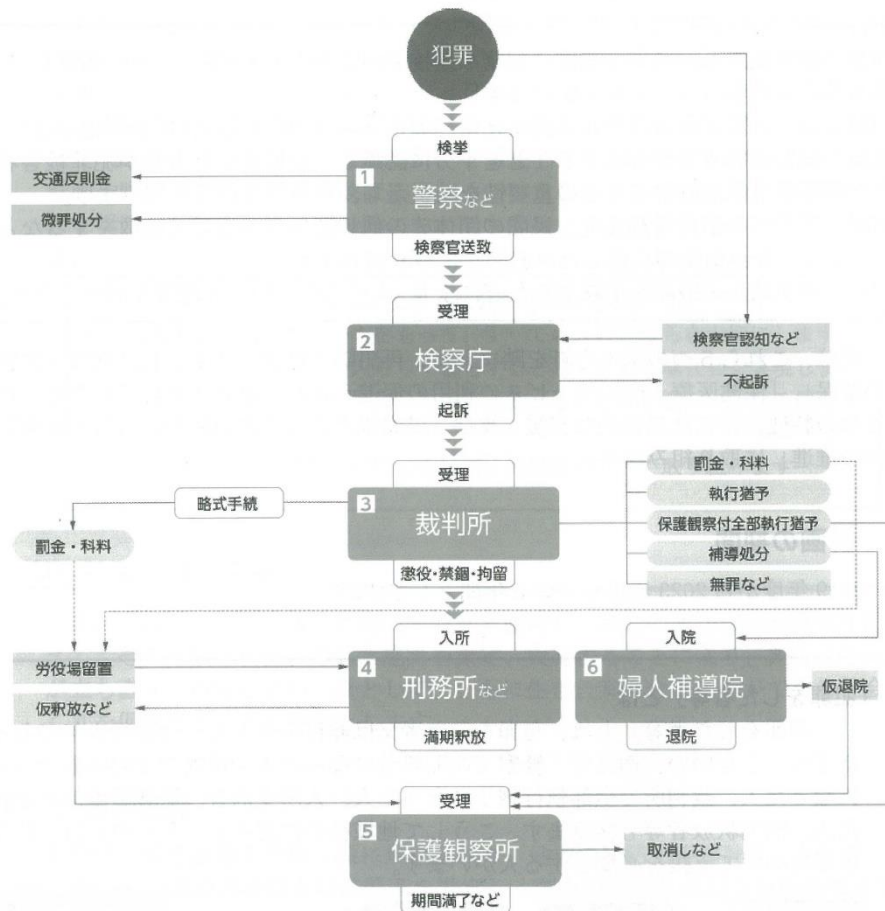 犯罪
検挙
1
警察など
検察官送致
交通反則金
微罪処分
受理
2
検察庁
起訴
検察官認知など
不起訴
受理
3
裁判所
懲役・禁錮・拘留
略式手続
罰金・科料
罰金・科料
執行猶予
保護観察付全部執行猶予
補導処分
無罪など
入所
4
刑務所など
満期釈放
労役場留置
仮釈放など
入院
6
婦人補導院
退院
仮退院
受理
5
保護観察所
期間満了など
取消しなど